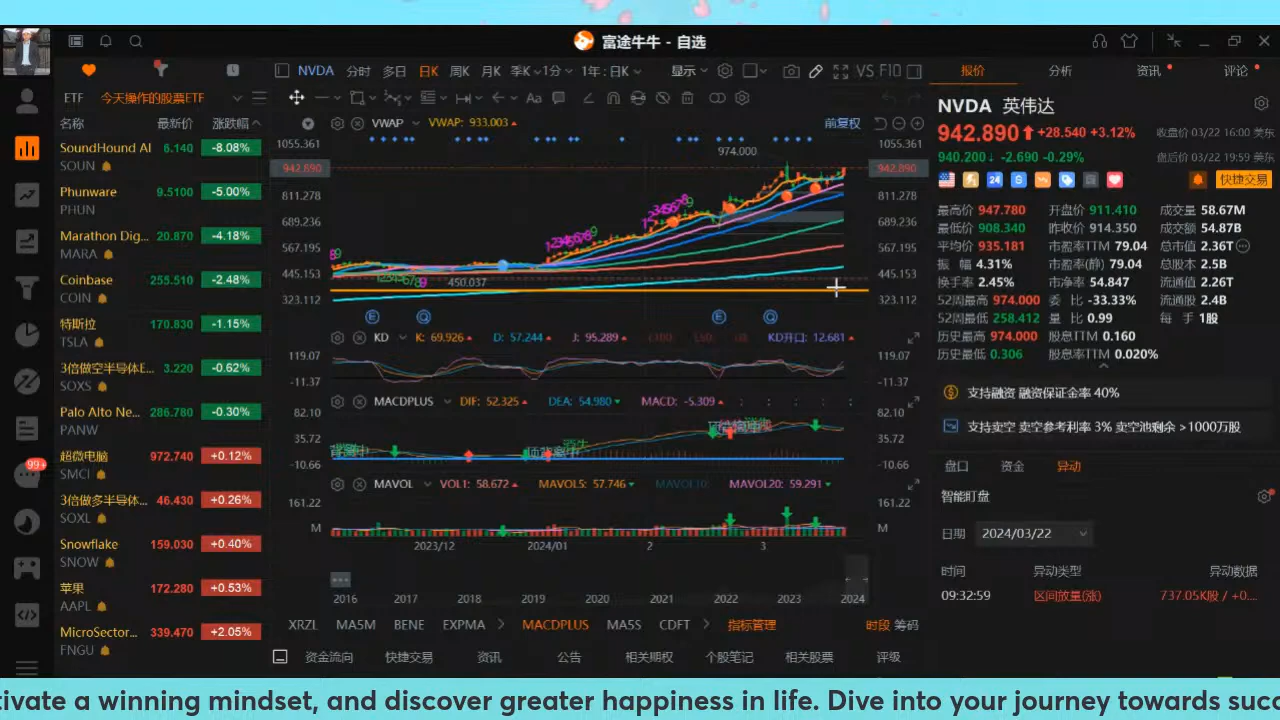 富途牛牛 - 自选
NVDA 分时 多日 日K 周K 月K 季K 1分 1年 : 日K 显示 VS F10
报价 分析 资讯 评论
ETF 今天操作的股票ETF
名称 最新价 涨跌幅
SoundHound AI 6.140 -8.08%
SOUN
Phunware 9.5100 -5.00%
PHUN
Marathon Dig... 20.870 -4.18%
MARA
Coinbase 255.510 -2.48%
COIN
特斯拉 170.830 -1.15%
TSLA
3倍做空半导体E... 3.220 -0.62%
SOXS
Palo Alto Ne... 286.780 -0.30%
PANW
超微电脑 972.740 +0.12%
SMCI
3倍做多半导体... 46.430 +0.26%
SOXL
Snowflake 159.030 +0.40%
SNOW
苹果 172.280 +0.53%
AAPL
MicroSector... 339.470 +2.05%
FNGU
99+
Aa
VWAP VWAP: 933.003 前复权
1055.361 1055.361
974.000
942.890 942.890
811.278 811.278
689.236 689.236
567.195 567.195
445.153 450.037 445.153
323.112 323.112
E Q E Q
KD K: 69.926 D: 57.244 J: 95.289 KD开口: 12.681
119.07 119.07
-11.37 -11.37
MACDPLUS DIF: 52.325 DEA: 54.980 MACD: -5.309
82.10 82.10
35.72 35.72
-10.66 -10.66
MAVOL VOL1: 58.672 MAVOL5: 57.746 MAVOL10: MAVOL20: 59.291
161.22 161.22
M M
2023/12 2024/01 2 3
2016 2017 2018 2019 2020 2021 2022 2023 2024
XRZL MA5M BENE EXPMA MACDPLUS MA5S CDFT 指标管理 时段 筹码
资金流向 快捷交易 资讯 公告 相关期权 个股笔记 相关股票 评级
NVDA 英伟达
942.890 +28.540 +3.12% 收盘价 03/22 16:00 美东
940.200 -2.690 -0.29% 盘后价 03/22 19:59 美东
24 快捷交易
最高价 947.780 开盘价 911.410 成交量 58.67M
最低价 908.340 昨收价 914.350 成交额 54.87B
平均价 935.181 市盈率TTM 79.04 总市值 2.36T
振 幅 4.31% 市盈率(静) 79.04 总股本 2.5B
换手率 2.45% 市净率 54.847 流通值 2.26T
52周最高 974.000 委 比 -33.33% 流通股 2.4B
52周最低 258.412 量 比 0.99 每 手 1股
历史最高 974.000 股息TTM 0.160
历史最低 0.306 股息率TTM 0.020%
支持融资 融资保证金率 40%
支持卖空 卖空参考利率 3% 卖空池剩余 >1000万股
盘口 资金 异动
智能盯盘
日期 2024/03/22
时间 异动类型 异动数据
09:32:59 区间放量(涨) 737.05K股 / +0....
tivate a winning mindset, and discover greater happiness in life. Dive into your journey towards succ